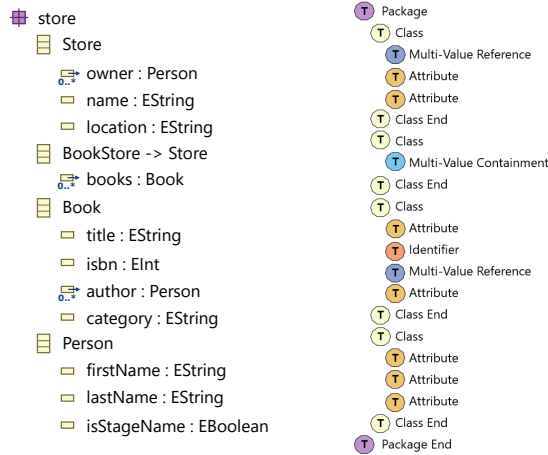 store
Store
0..* owner : Person
name : EString
location : EString
BookStore -> Store
0..* books : Book
Book
title : EString
isbn : EInt
0..* author : Person
category : EString
Person
firstName : EString
lastName : EString
isStageName : EBoolean
T Package
T Class
T Multi-Value Reference
T Attribute
T Attribute
T Class End
T Class
T Multi-Value Containment
T Class End
T Class
T Attribute
T Identifier
T Multi-Value Reference
T Attribute
T Class End
T Class
T Attribute
T Attribute
T Attribute
T Class End
T Package End